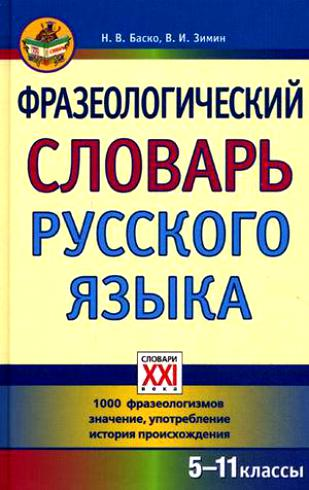 Н. В. Баско, В. И. Зимин
ФРАЗЕОЛОГИЧЕСКИЙ
СЛОВАРЬ
РУССКОГО
ЯЗЫКА
СЛОВАРИ
XXI
века
1000 фразеологизмов
значение, употребление
история происхождения
5–11 классы